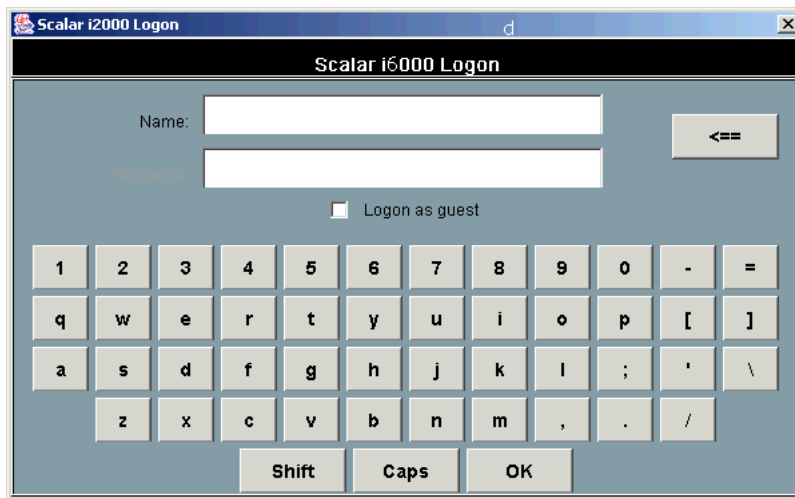 Scalar i2000 Logon d
Scalar i6000 Logon
Name:
<==
Password:
Logon as guest
1 2 3 4 5 6 7 8 9 0 - =
q w e r t y u i o p [ ]
a s d f g h j k l ; ' \
z x c v b n m , . /
Shift Caps OK